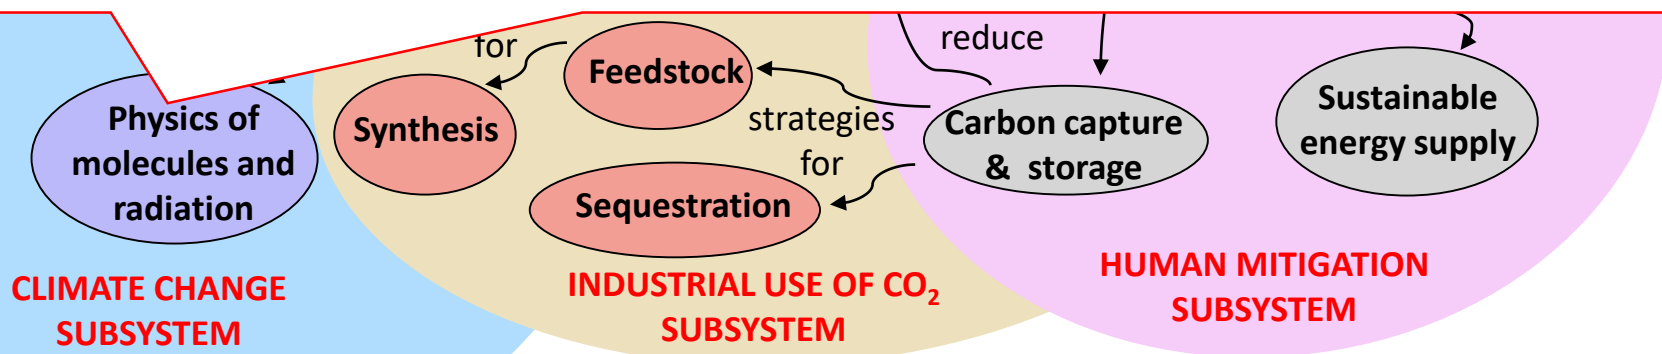 for
Feedstock
reduce
Physics of
molecules and
radiation
Synthesis
strategies
for
Sequestration
Carbon capture
& storage
Sustainable
energy supply
CLIMATE CHANGE
SUBSYSTEM
INDUSTRIAL USE OF CO₂
SUBSYSTEM
HUMAN MITIGATION
SUBSYSTEM